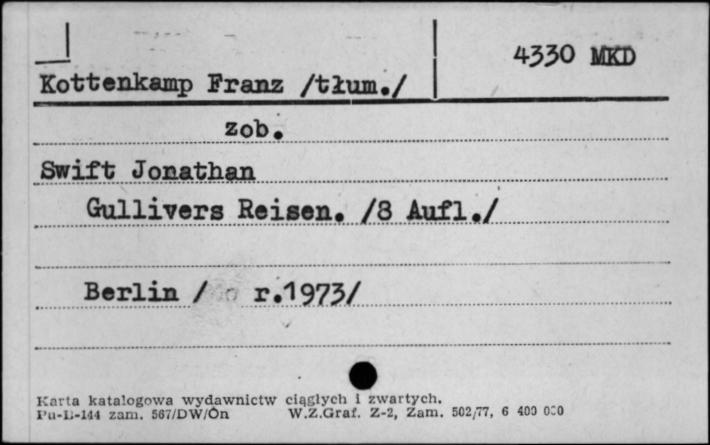 4330 MKD
Kottenkamp Franz /tłum./
zob.
Swift Jonathan
Gullivers Reisen. /8 Aufl./
Berlin / r.1973/
Karta katalogowa wydawnictw ciągłych i zwartych.
Pu-D-144 zam. 567/DW/On W.Z.Graf. Z-2, Zam. 502/77, 6 400 000